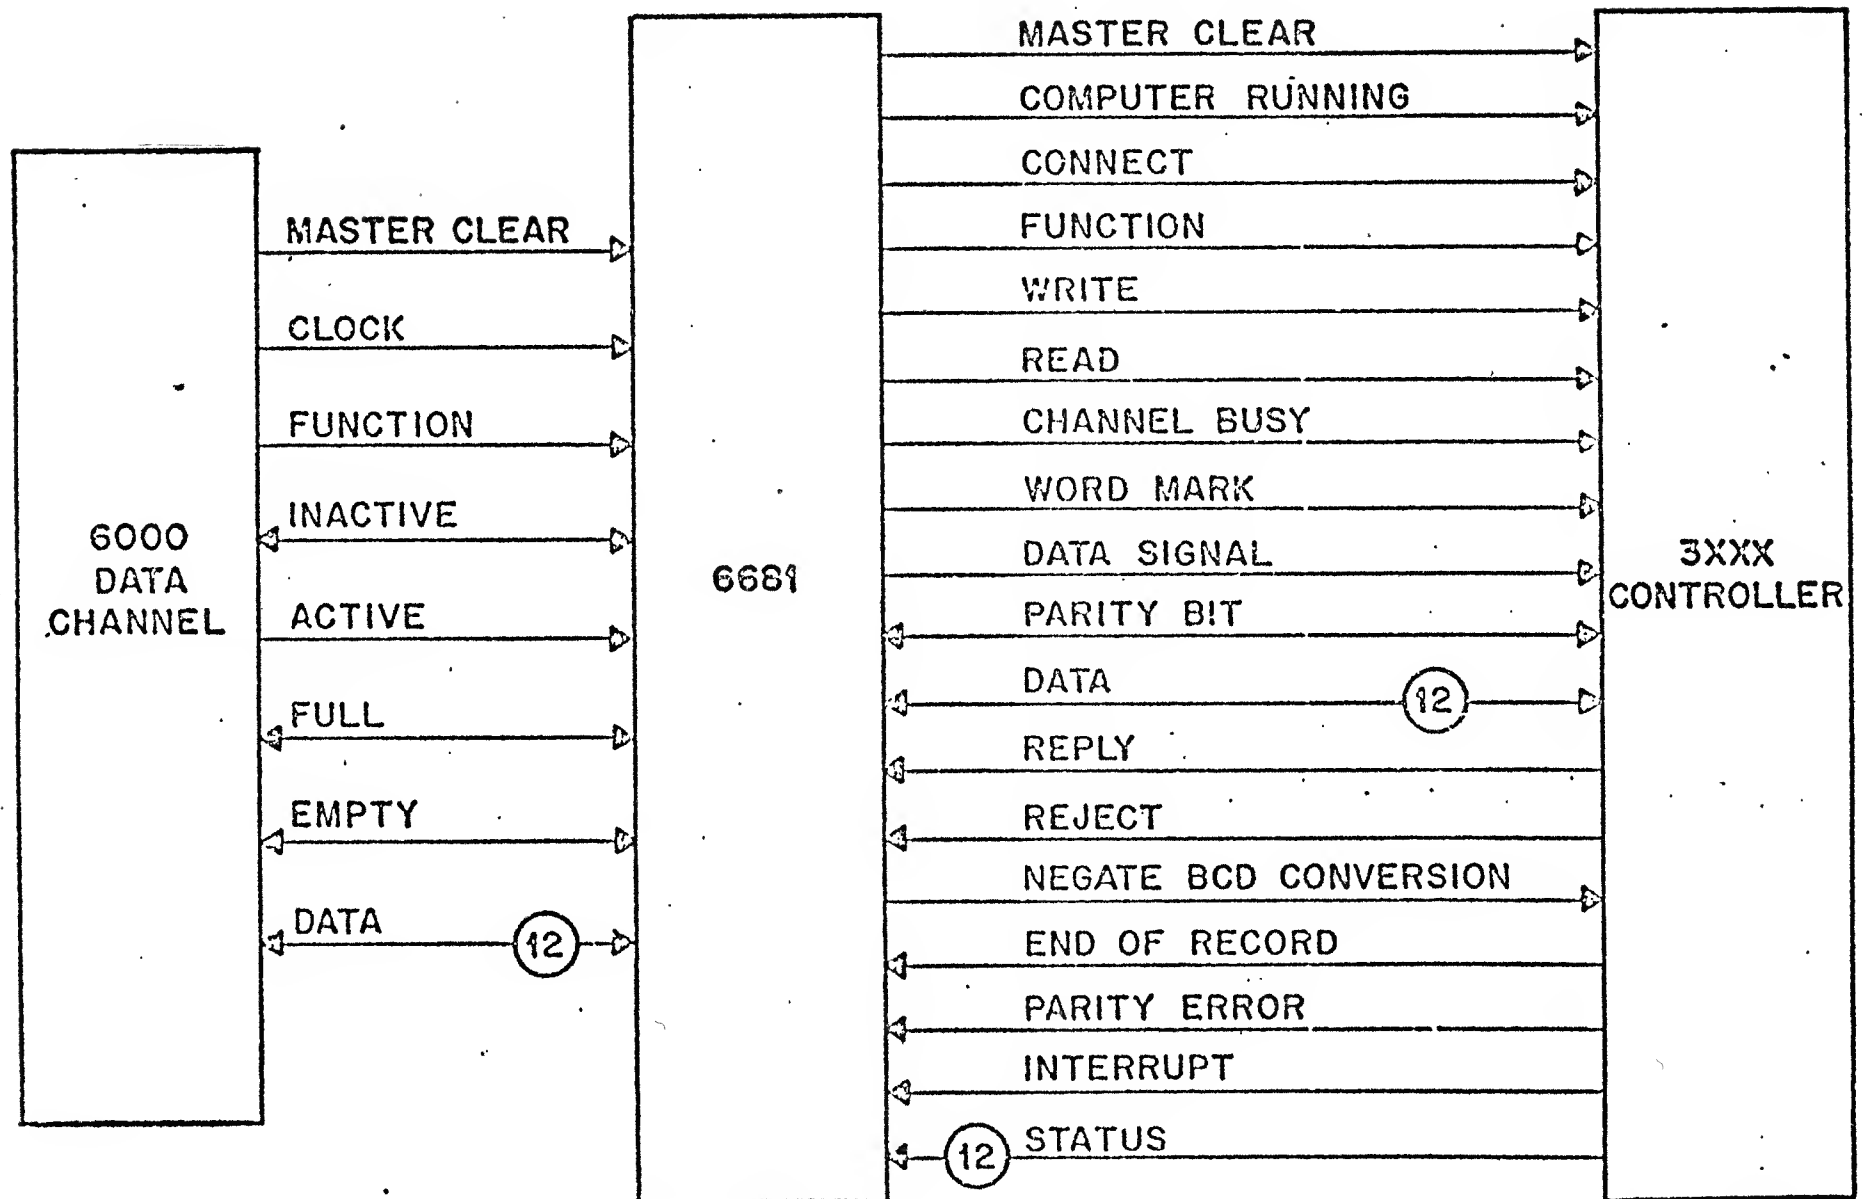 6000
DATA
CHANNEL
MASTER CLEAR
CLOCK
FUNCTION
INACTIVE
ACTIVE
FULL
EMPTY
DATA
12
6681
MASTER CLEAR
COMPUTER RUNNING
CONNECT
FUNCTION
WRITE
READ
CHANNEL BUSY
WORD MARK
DATA SIGNAL
PARITY BIT
DATA
12
REPLY
REJECT
NEGATE BCD CONVERSION
END OF RECORD
PARITY ERROR
INTERRUPT
12
STATUS
3XXX
CONTROLLER